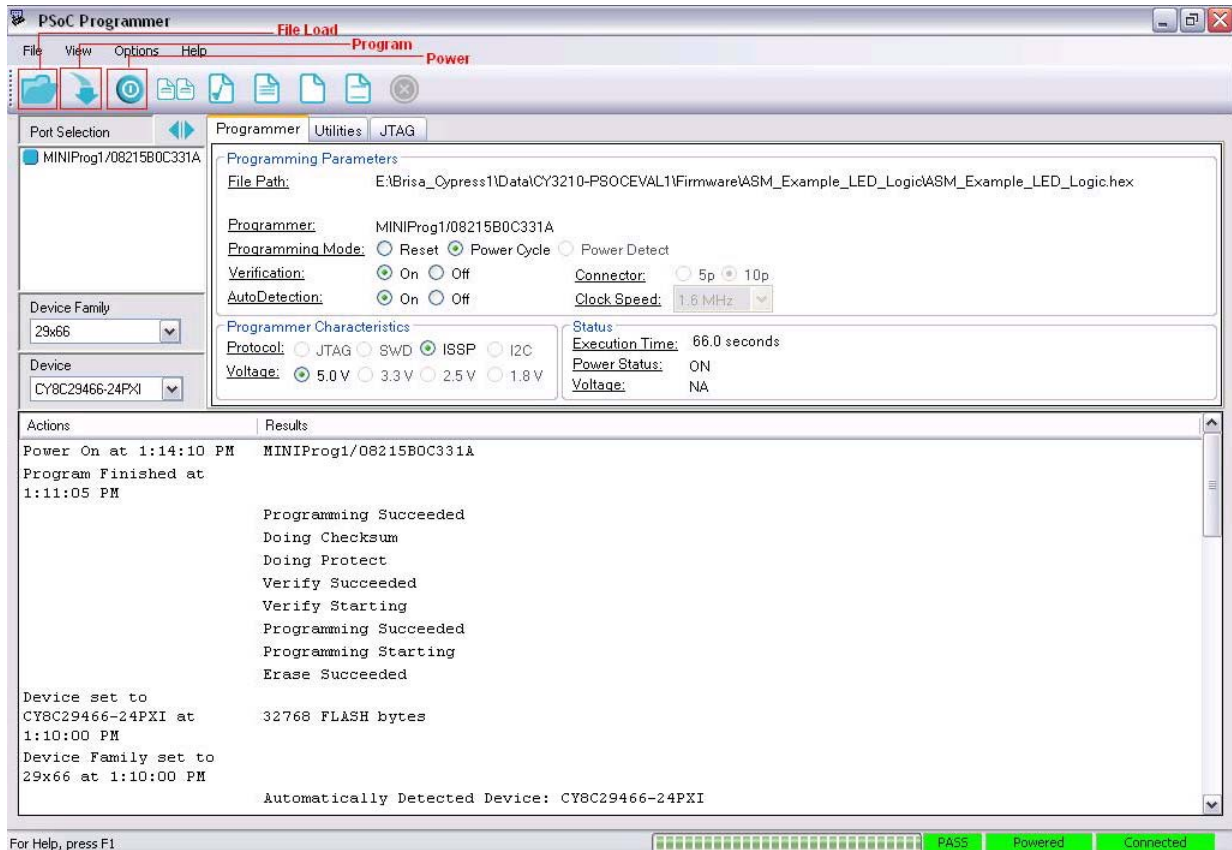 PSoC Programmer
File Load
Program
Power
File View Options Help
Port Selection
MINIProg1/08215B0C331A
Device Family
29x66
Device
CY8C29466-24PXI
Programmer Utilities JTAG
Programming Parameters
File Path: E:\Brisa_Cypress1\Data\CY3210-PSOCEVAL1\Firmware\ASM_Example_LED_Logic\ASM_Example_LED_Logic.hex
Programmer: MINIProg1/08215B0C331A
Programming Mode: Reset Power Cycle Power Detect
Verification: On Off Connector: 5p 10p
AutoDetection: On Off Clock Speed: 1.6 MHz
Programmer Characteristics
Protocol: JTAG SWD ISSP I2C
Voltage: 5.0 V 3.3 V 2.5 V 1.8 V
Status
Execution Time: 66.0 seconds
Power Status: ON
Voltage: NA
Actions Results
Power On at 1:14:10 PM MINIProg1/08215B0C331A
Program Finished at
1:11:05 PM
Programming Succeeded
Doing Checksum
Doing Protect
Verify Succeeded
Verify Starting
Programming Succeeded
Programming Starting
Erase Succeeded
Device set to
CY8C29466-24PXI at 32768 FLASH bytes
1:10:00 PM
Device Family set to
29x66 at 1:10:00 PM
Automatically Detected Device: CY8C29466-24PXI
For Help, press F1 PASS Powered Connected